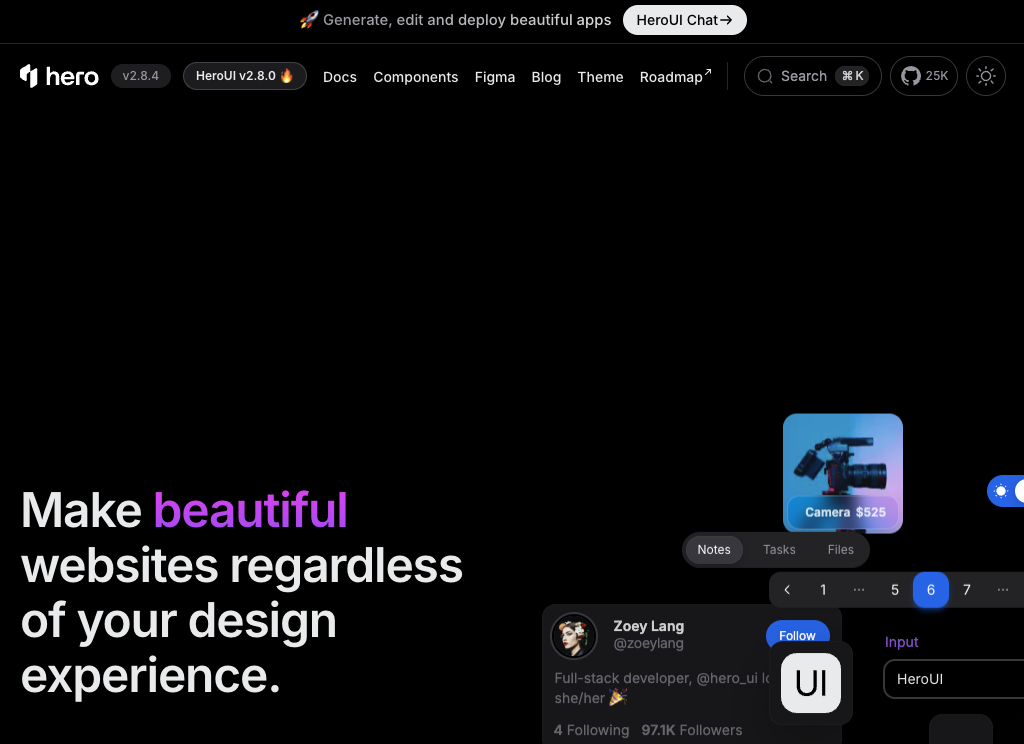 🚀 Generate, edit and deploy beautiful apps HeroUI Chat→
hero v2.8.4 HeroUI v2.8.0 🔥 Docs Components Figma Blog Theme Roadmap Search ⌘K 25K
Make beautiful
websites regardless
of your design
experience.
Camera $525
Notes Tasks Files
1 ... 5 6 7 ...
Zoey Lang
@zoeylang
Follow
Full-stack developer, @hero_ui
she/her 🎉
4 Following 97.1K Followers
UI
Input
HeroUI